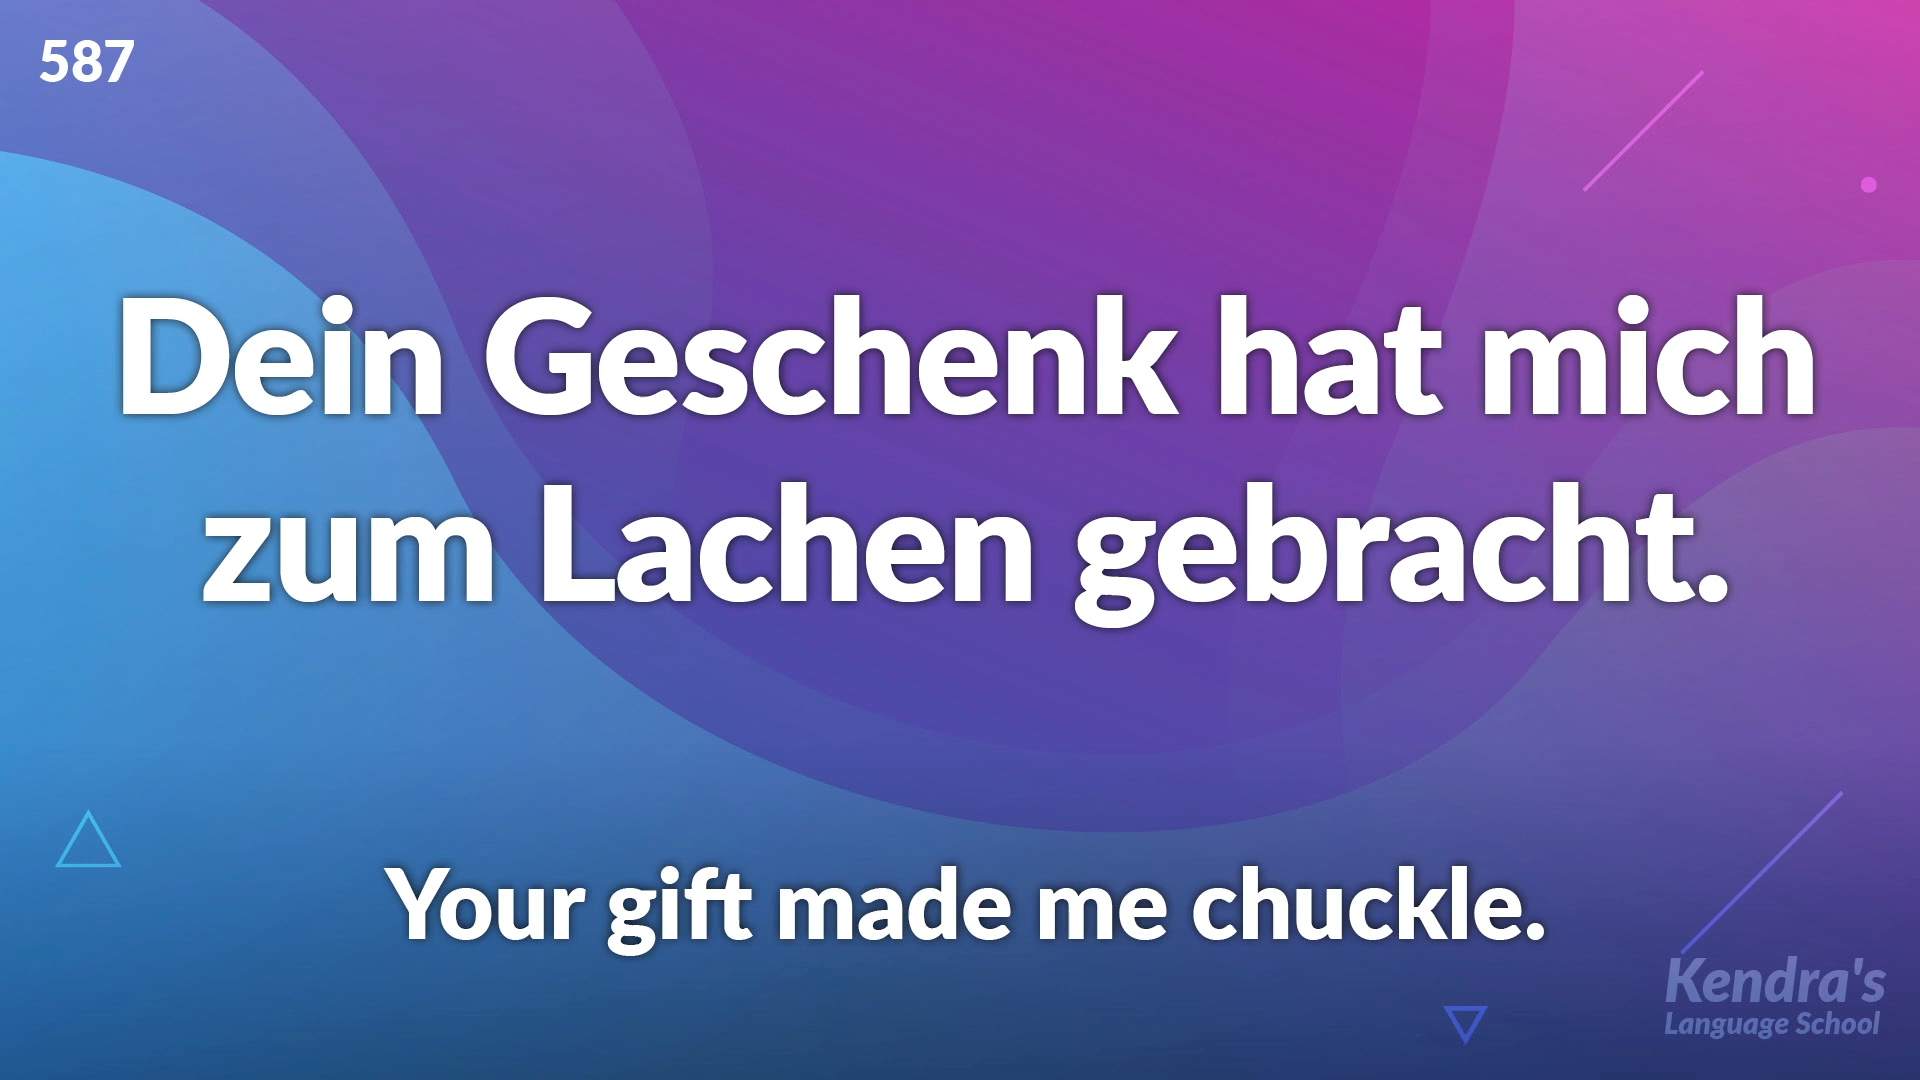 587
Dein Geschenk hat mich
zum Lachen gebracht.
Your gift made me chuckle.
Kendra's
Language School